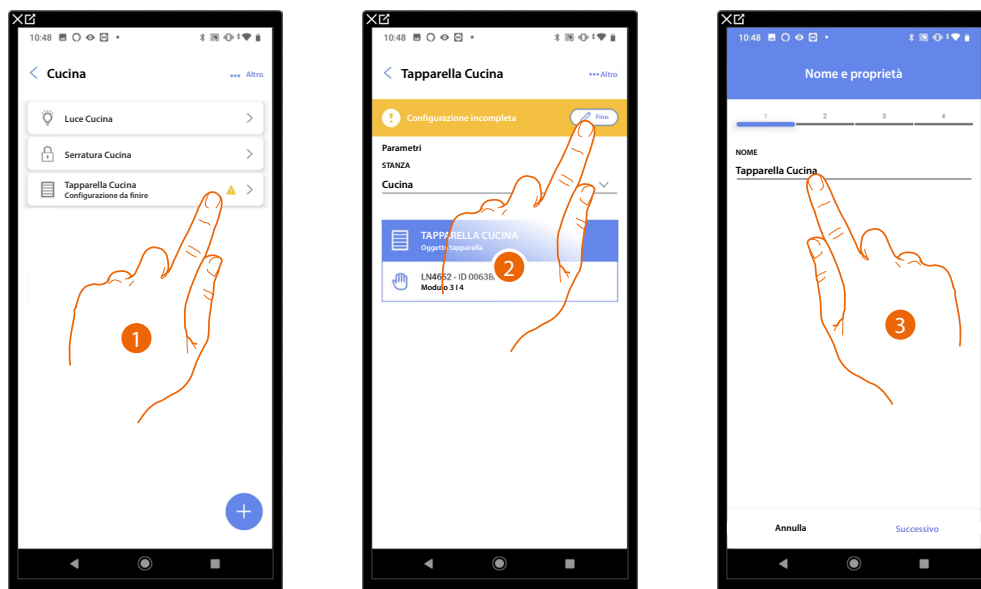 10:48
Cucina
Altro
Luce Cucina
Serratura Cucina
Tapparella Cucina
Configurazione da finire
1
10:48
Tapparella Cucina
Altro
Configurazione incompleta
Fine
Parametri
STANZA
Cucina
TAPPARELLA CUCINA
Oggetto tapparella
LN4652 - ID 0063B
Modulo 3 I 4
2
10:48
Nome e proprietà
1 2 3 4
NOME
Tapparella Cucina
3
Annulla
Successivo